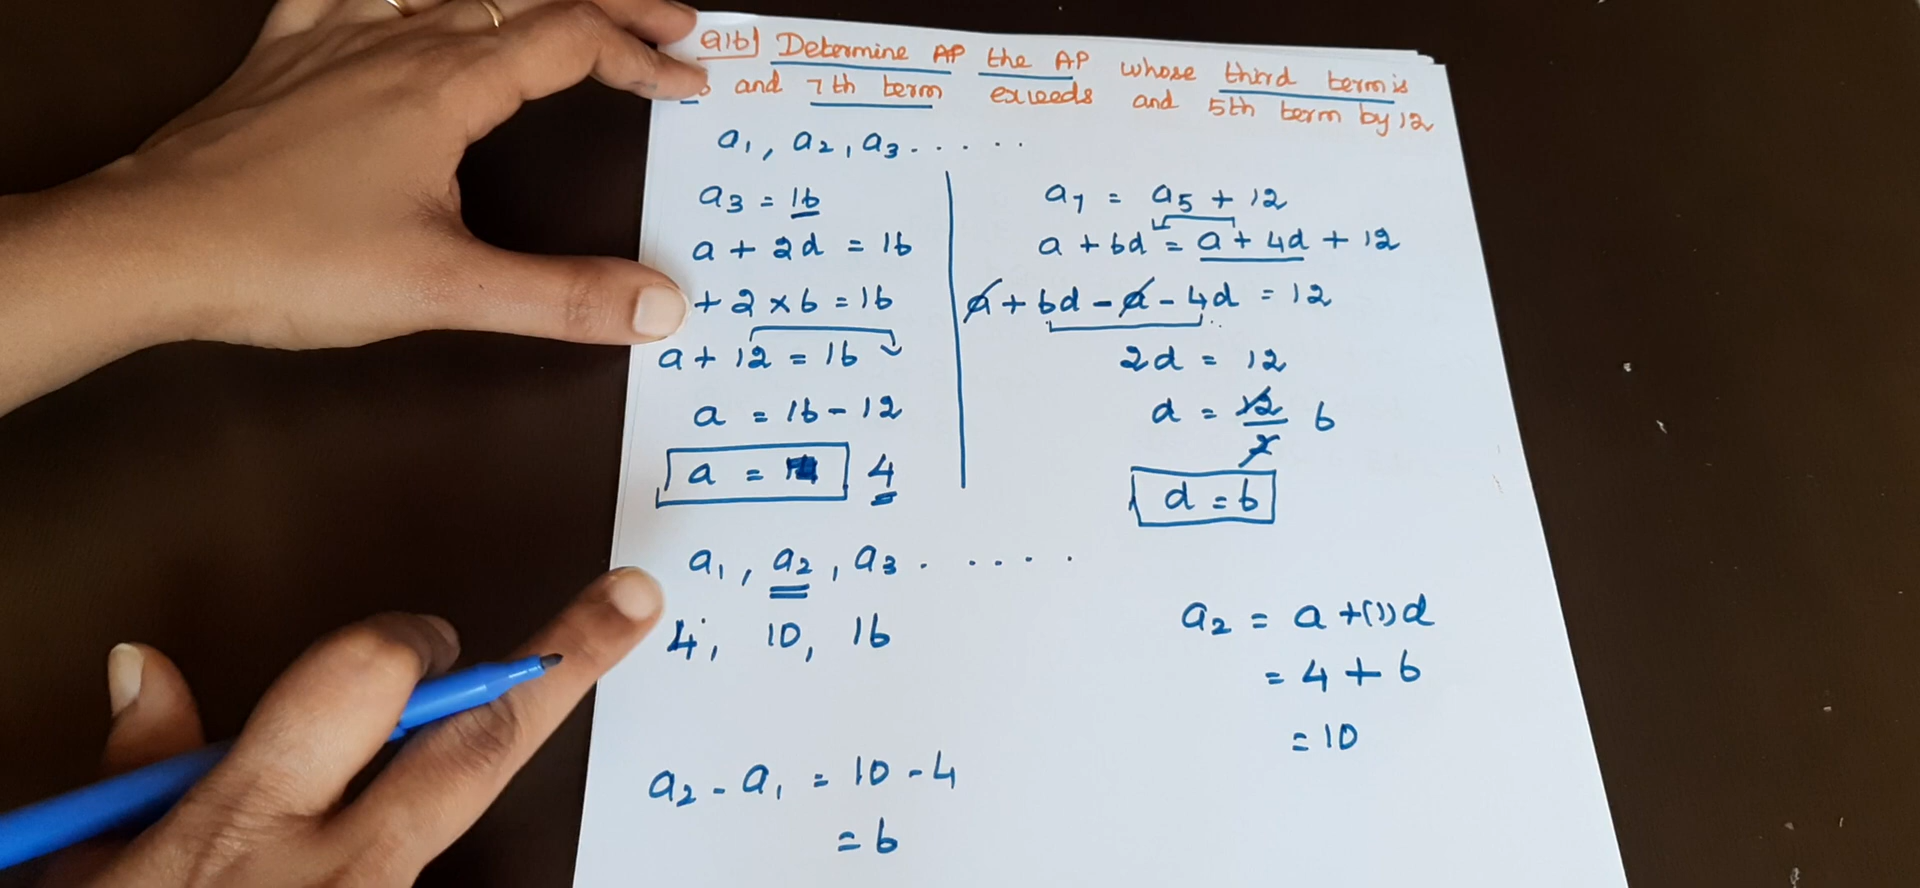 Q16) Determine AP the AP whose third term is
and 7th term exceeds and 5th term by 12
a1, a2, a3.....
a3 = 16
a + 2d = 16
+ 2 × 6 = 16
a + 12 = 16
a = 16 - 12
a = 4
a7 = a5 + 12
a + 6d = a + 4d + 12
a + 6d - a - 4d = 12
2d = 12
d = 12/2 6
d = 6
a1, a2, a3.....
4, 10, 16
a2 = a + (1)d
= 4 + 6
= 10
a2 - a1 = 10 - 4
= 6